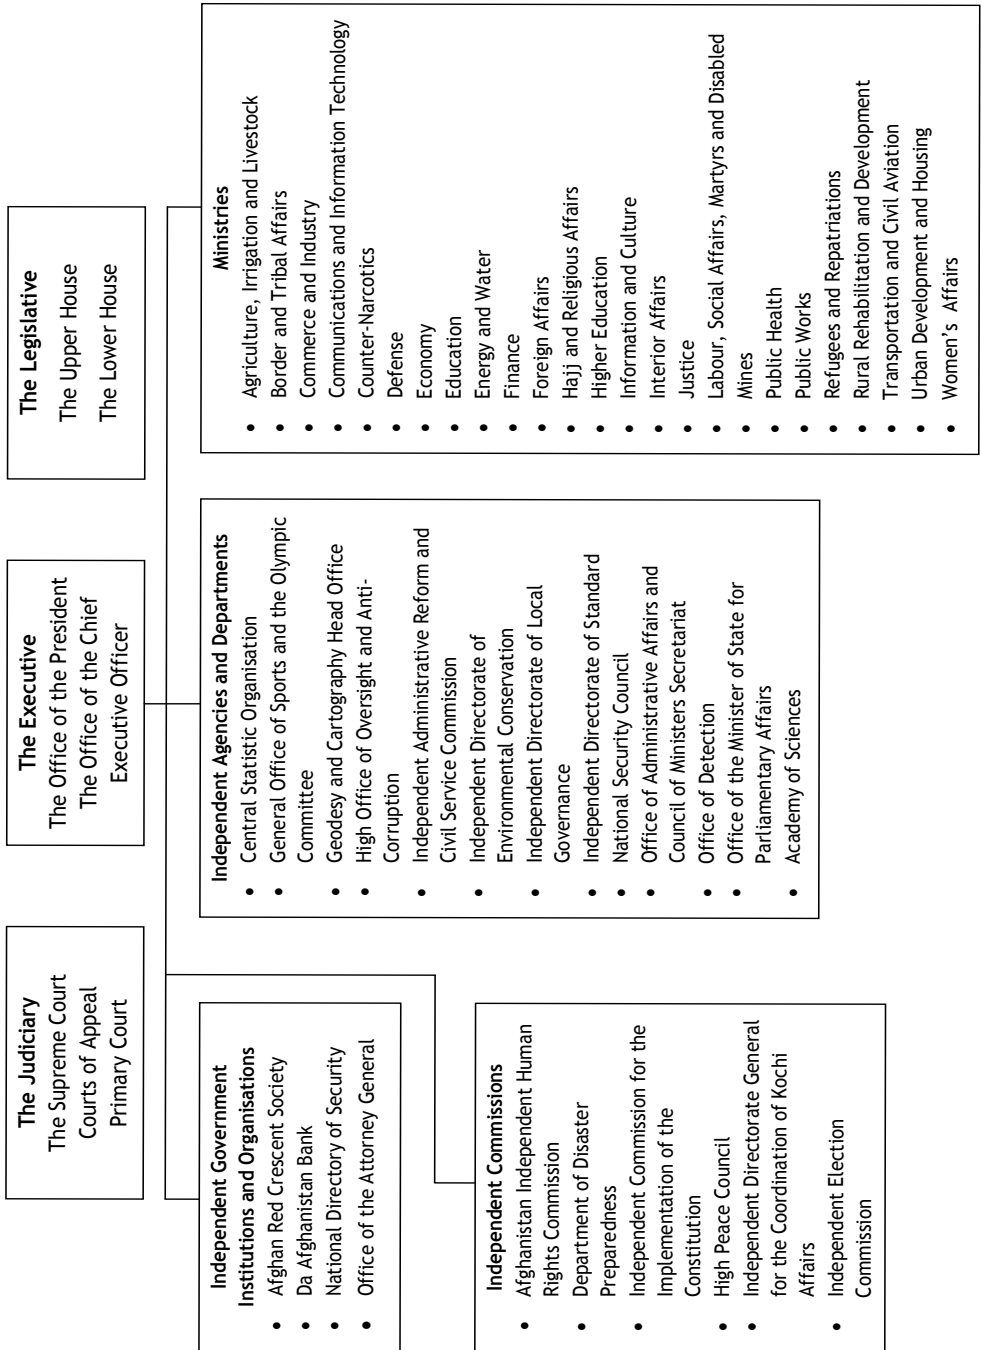 The Judiciary
The Supreme Court
Courts of Appeal
Primary Court
The Executive
The Office of the President
The Office of the Chief
Executive Officer
The Legislative
The Upper House
The Lower House
Independent Government
Institutions and Organisations
• Afghan Red Crescent Society
• Da Afghanistan Bank
• National Directory of Security
• Office of the Attorney General
Independent Commissions
• Afghanistan Independent Human
Rights Commission
• Department of Disaster
Preparedness
• Independent Commission for the
Implementation of the
Constitution
• High Peace Council
• Independent Directorate General
for the Coordination of Kochi
Affairs
• Independent Election
Commission
Independent Agencies and Departments
• Central Statistic Organisation
• General Office of Sports and the Olympic
Committee
• Geodesy and Cartography Head Office
• High Office of Oversight and Anti-
Corruption
• Independent Administrative Reform and
Civil Service Commission
• Independent Directorate of
Environmental Conservation
• Independent Directorate of Local
Governance
• Independent Directorate of Standard
• National Security Council
• Office of Administrative Affairs and
Council of Ministers Secretariat
• Office of Detection
• Office of the Minister of State for
Parliamentary Affairs
• Academy of Sciences
Ministries
• Agriculture, Irrigation and Livestock
• Border and Tribal Affairs
• Commerce and Industry
• Communications and Information Technology
• Counter-Narcotics
• Defense
• Economy
• Education
• Energy and Water
• Finance
• Foreign Affairs
• Hajj and Religious Affairs
• Higher Education
• Information and Culture
• Interior Affairs
• Justice
• Labour, Social Affairs, Martyrs and Disabled
• Mines
• Public Health
• Public Works
• Refugees and Repatriations
• Rural Rehabilitation and Development
• Transportation and Civil Aviation
• Urban Development and Housing
• Women's Affairs